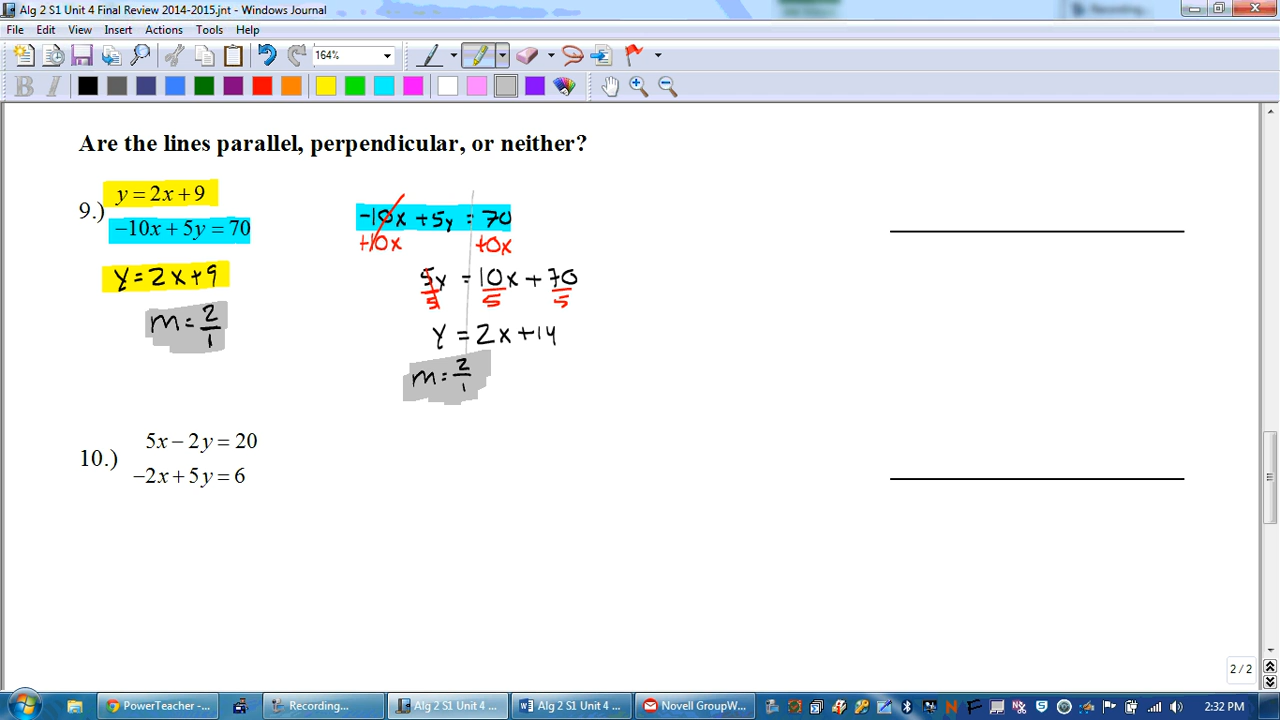 Alg 2 S1 Unit 4 Final Review 2014-2015.jnt - Windows Journal
Recording...
File Edit View Insert Actions Tools Help
164%
B I
Are the lines parallel, perpendicular, or neither?
9.)
y = 2x + 9
−10x + 5y = 70
y = 2x + 9
m = 2/1
-10x + 5y = 70
+10x +10x
5y = 10x + 70
5 5 5
y = 2x + 14
m = 2/1
10.)
5x − 2y = 20
−2x + 5y = 6
2 / 2
PowerTeacher -... Recording... Alg 2 S1 Unit 4 ... Alg 2 S1 Unit 4 ... Novell GroupW... 2:32 PM